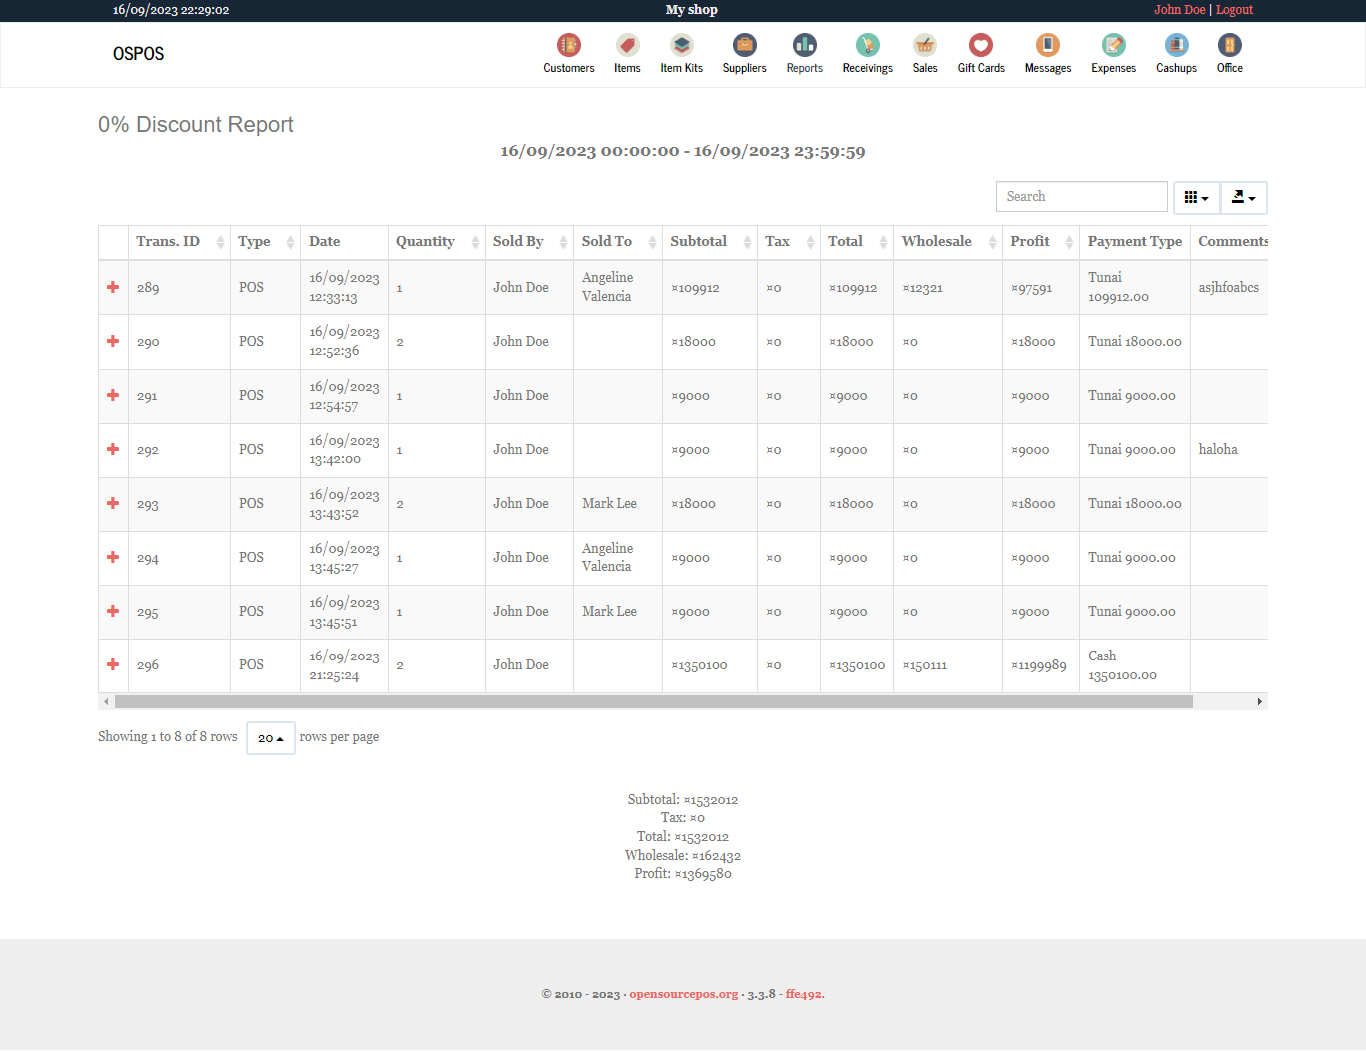 16/09/2023 22:29:02 My shop John Doe | Logout
OSPOS Customers Items Item Kits Suppliers Reports Receivings Sales Gift Cards Messages Expenses Cashups Office
0% Discount Report
16/09/2023 00:00:00 - 16/09/2023 23:59:59
Search
Trans. ID Type Date Quantity Sold By Sold To Subtotal Tax Total Wholesale Profit Payment Type Comments
289 POS 16/09/2023 12:33:13 1 John Doe Angeline Valencia ¤109912 ¤0 ¤109912 ¤12321 ¤97591 Tunai 109912.00 asjhfoabcs
290 POS 16/09/2023 12:52:36 2 John Doe ¤18000 ¤0 ¤18000 ¤0 ¤18000 Tunai 18000.00
291 POS 16/09/2023 12:54:57 1 John Doe ¤9000 ¤0 ¤9000 ¤0 ¤9000 Tunai 9000.00
292 POS 16/09/2023 13:42:00 1 John Doe ¤9000 ¤0 ¤9000 ¤0 ¤9000 Tunai 9000.00 haloha
293 POS 16/09/2023 13:43:52 2 John Doe Mark Lee ¤18000 ¤0 ¤18000 ¤0 ¤18000 Tunai 18000.00
294 POS 16/09/2023 13:45:27 1 John Doe Angeline Valencia ¤9000 ¤0 ¤9000 ¤0 ¤9000 Tunai 9000.00
295 POS 16/09/2023 13:45:51 1 John Doe Mark Lee ¤9000 ¤0 ¤9000 ¤0 ¤9000 Tunai 9000.00
296 POS 16/09/2023 21:25:24 2 John Doe ¤1350100 ¤0 ¤1350100 ¤150111 ¤1199989 Cash 1350100.00
Showing 1 to 8 of 8 rows 20 rows per page
Subtotal: ¤1532012
Tax: ¤0
Total: ¤1532012
Wholesale: ¤162432
Profit: ¤1369580
© 2010 - 2023 · opensourcepos.org · 3.3.8 - ffe492.